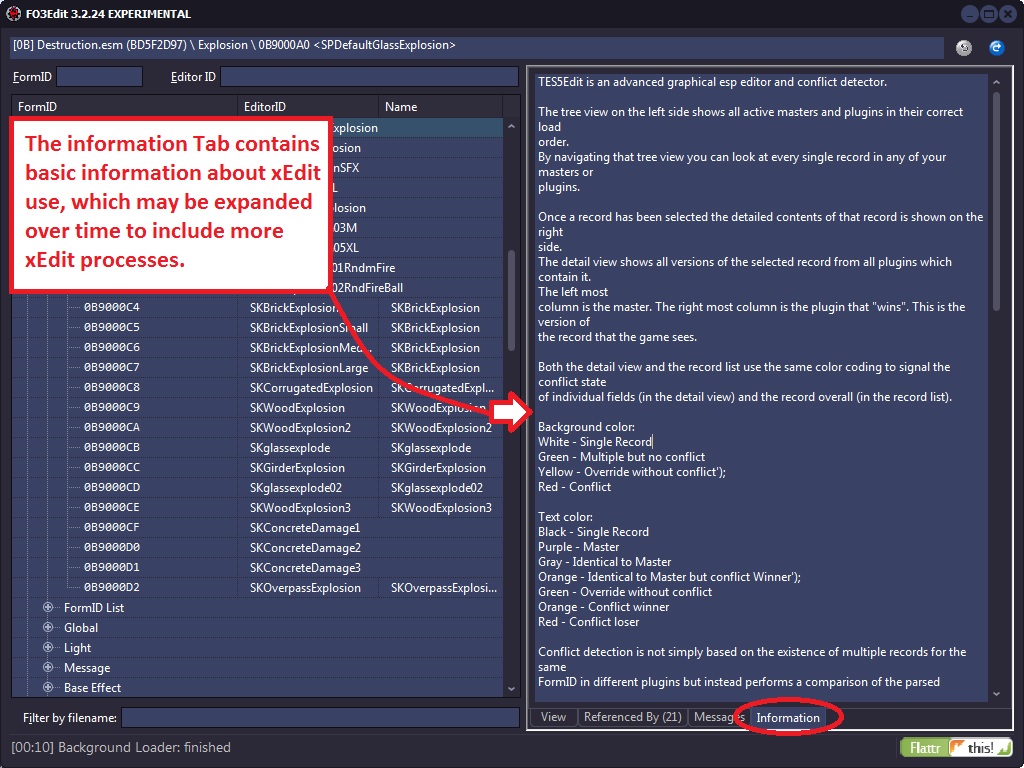 FO3Edit 3.2.24 EXPERIMENTAL
[0B] Destruction.esm (BD5F2D97) \ Explosion \ 0B9000A0 <SPDefaultGlassExplosion>
FormID
Editor ID
FormID EditorID Name
The information Tab contains
basic information about xEdit
use, which may be expanded
over time to include more
xEdit processes.
xplosion
osion
nSFX
L
losion
03M
05XL
01RndmFire
02RndFireBall
0B9000C4 SKBrickExplosion SKBrickExplosion
0B9000C5 SKBrickExplosionSmall SKBrickExplosion
0B9000C6 SKBrickExplosionMed... SKBrickExplosion
0B9000C7 SKBrickExplosionLarge SKBrickExplosion
0B9000C8 SKCorrugatedExplosion SKCorrugatedExpl...
0B9000C9 SKWoodExplosion SKWoodExplosion
0B9000CA SKWoodExplosion2 SKWoodExplosion2
0B9000CB SKglassexplode SKglassexplode
0B9000CC SKGirderExplosion SKGirderExplosion
0B9000CD SKglassexplode02 SKglassexplode02
0B9000CE SKWoodExplosion3 SKWoodExplosion3
0B9000CF SKConcreteDamage1
0B9000D0 SKConcreteDamage2
0B9000D1 SKConcreteDamage3
0B9000D2 SKOverpassExplosion SKOverpassExplosi...
FormID List
Global
Light
Message
Base Effect
Filter by filename:
TES5Edit is an advanced graphical esp editor and conflict detector.
The tree view on the left side shows all active masters and plugins in their correct
load
order.
By navigating that tree view you can look at every single record in any of your
masters or
plugins.
Once a record has been selected the detailed contents of that record is shown on the
right
side.
The detail view shows all versions of the selected record from all plugins which
contain it.
The left most
column is the master. The right most column is the plugin that "wins". This is the
version of
the record that the game sees.
Both the detail view and the record list use the same color coding to signal the
conflict state
of individual fields (in the detail view) and the record overall (in the record list).
Background color:
White - Single Record
Green - Multiple but no conflict
Yellow - Override without conflict');
Red - Conflict
Text color:
Black - Single Record
Purple - Master
Gray - Identical to Master
Orange - Identical to Master but conflict Winner');
Green - Override without conflict
Orange - Conflict winner
Red - Conflict loser
Conflict detection is not simply based on the existence of multiple records for the
same
FormID in different plugins but instead performs a comparison of the parsed
View Referenced By (21) Messages Information
[00:10] Background Loader: finished
Flattr this!